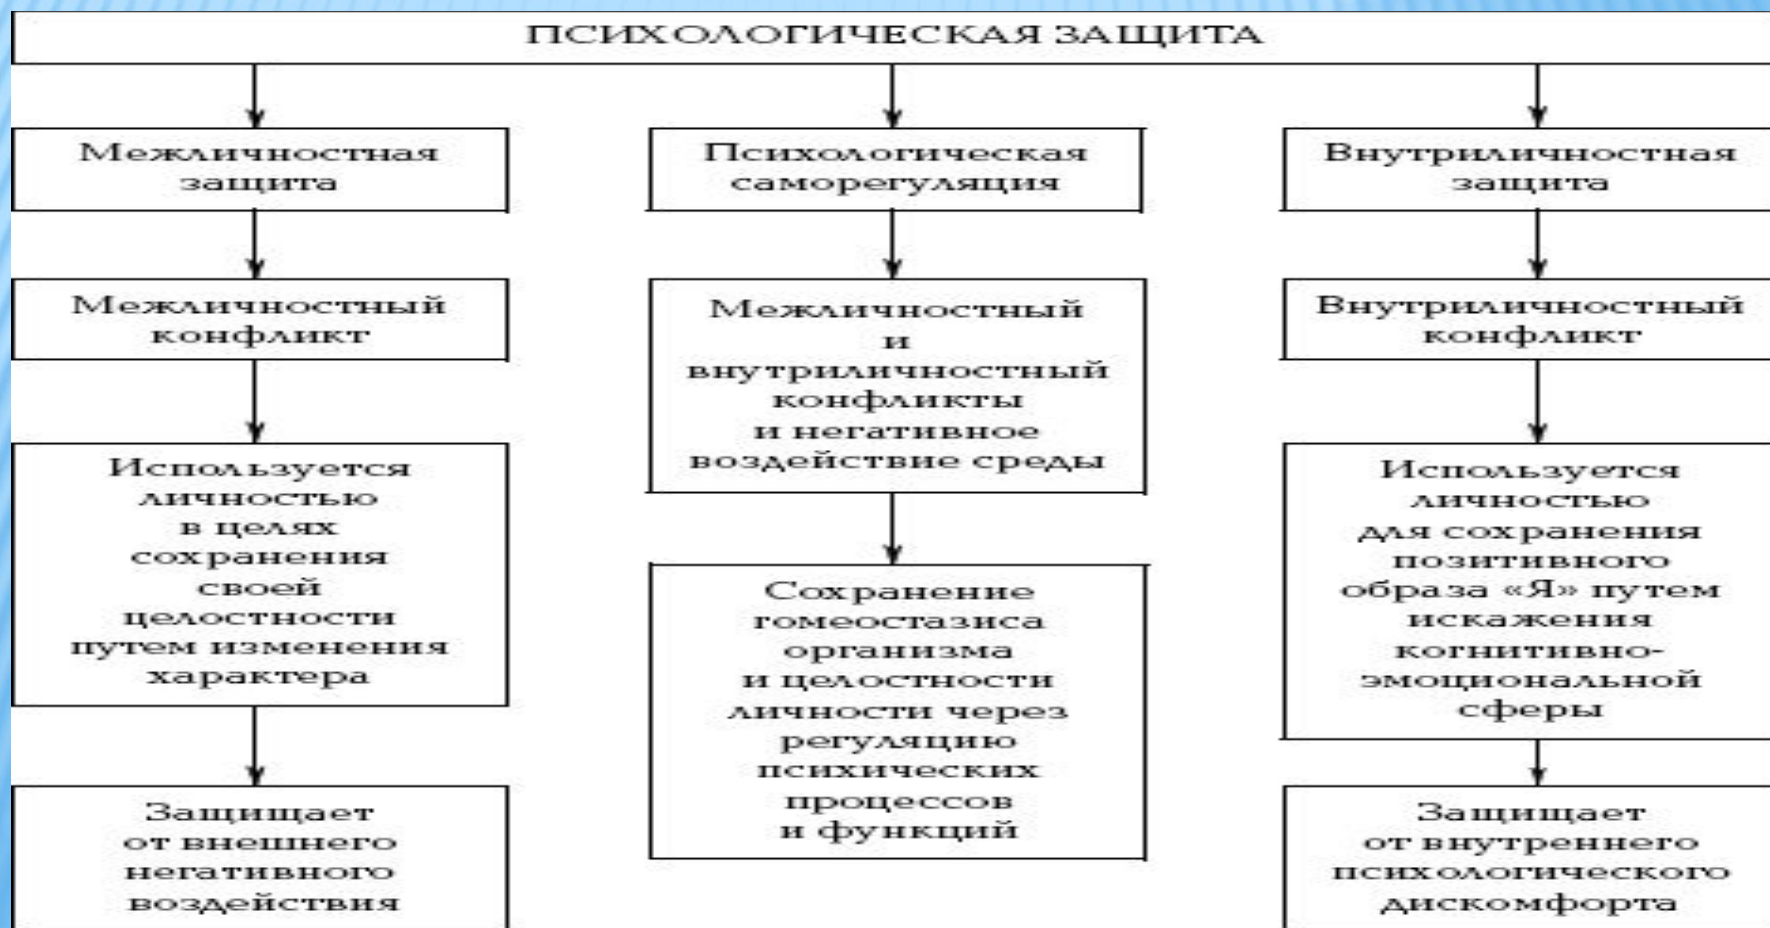 ПСИХОЛОГИЧЕСКАЯ ЗАЩИТА
Межличностная
защита
Межличностный
конфликт
Используется
личностью
в целях
сохранения
своей
целостности
путем изменения
характера
Защищает
от внешнего
негативного
воздействия
Психологическая
саморегуляция
Межличностный
и
внутриличностный
конфликты
и негативное
воздействие среды
Сохранение
гомеостазиса
организма
и целостности
личности через
регуляцию
психических
процессов
и функций
Внутриличностная
защита
Внутриличностный
конфликт
Используется
личностью
для сохранения
позитивного
образа «Я» путем
искажения
когнитивно-
эмоциональной
сферы
Защищает
от внутреннего
психологического
дискомфорта